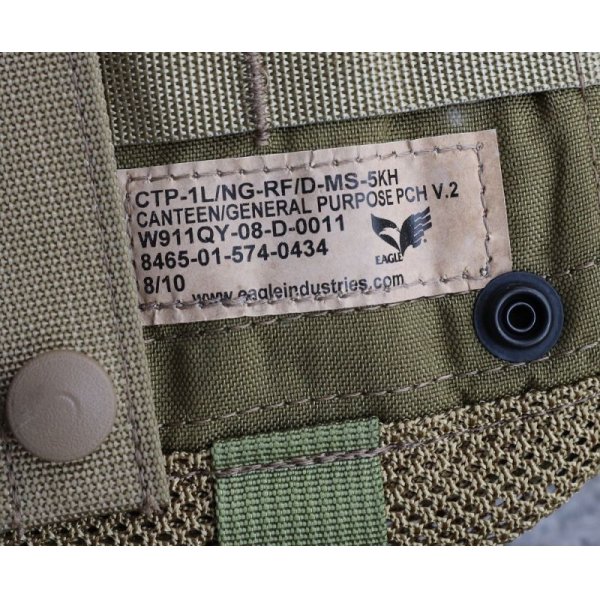 CTP-1L/NG-RF/D-MS-5KH
CANTEEN/GENERAL PURPOSE PCH V.2
W911QY-08-D-0011
8465-01-574-0434
8/10
EAGLE
www.eagleindustries.com